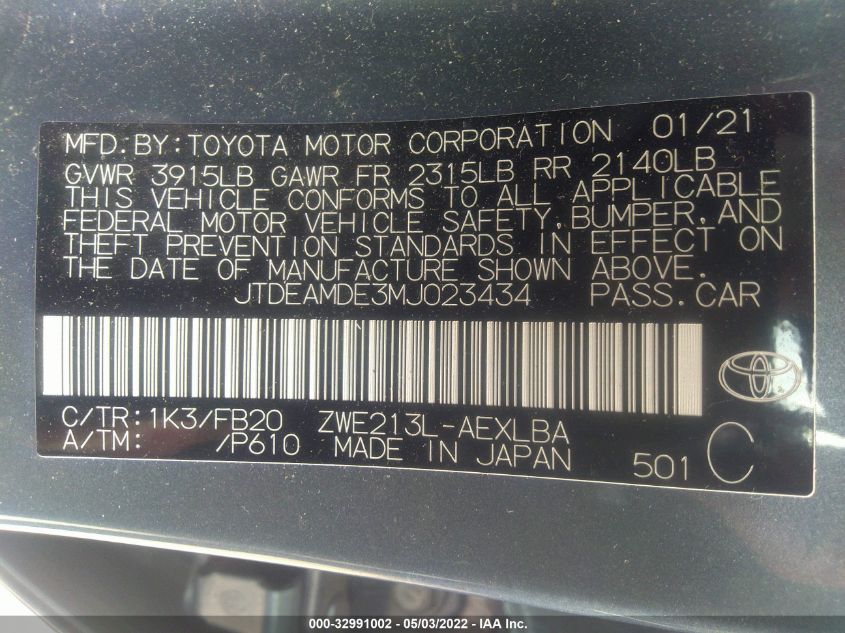 MFD. BY: TOYOTA MOTOR CORPORATION 01/21
GVWR 3915LB GAWR FR 2315LB RR 2140LB
THIS VEHICLE CONFORMS TO ALL APPLICABLE
FEDERAL MOTOR VEHICLE SAFETY, BUMPER, AND
THEFT PREVENTION STANDARDS IN EFFECT ON
THE DATE OF MANUFACTURE SHOWN ABOVE.
JTDEAMDE3MJ023434 PASS.CAR
C/TR: 1K3/FB20 ZWE213L-AEXLBA
A/TM: /P610 MADE IN JAPAN 501 C
000-32991002 — 05/03/2022 — IAA Inc.